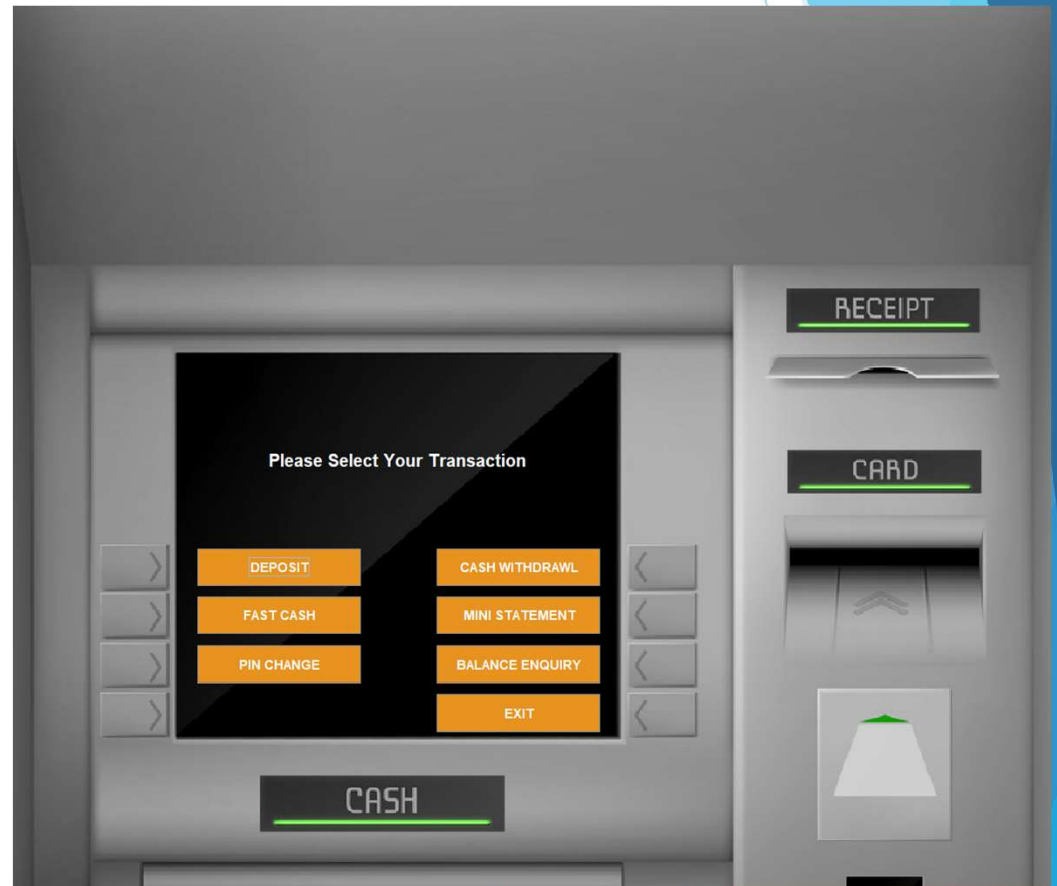 RECEIPT
Please Select Your Transaction
CARD
DEPOSIT
CASH WITHDRAWL
FAST CASH
MINI STATEMENT
PIN CHANGE
BALANCE ENQUIRY
EXIT
CASH